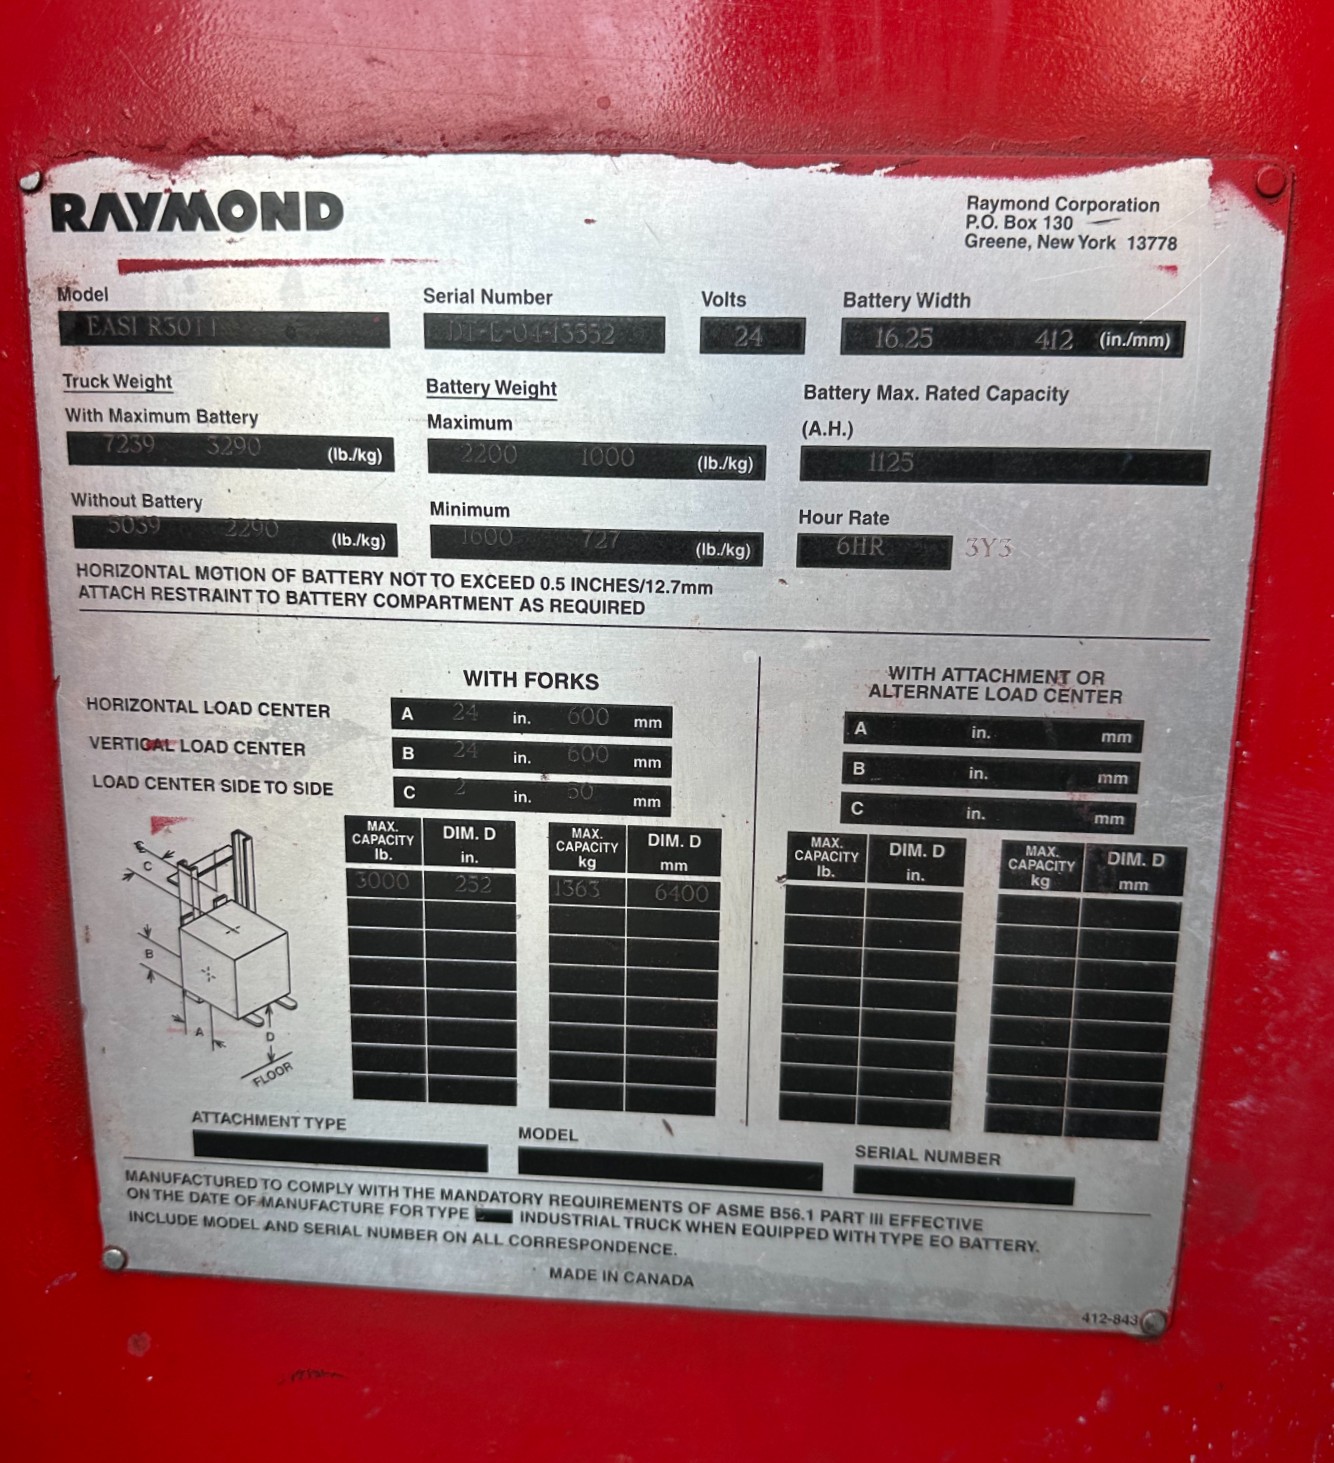 RAYMOND
Raymond Corporation
P.O. Box 130
Greene, New York 13778
Model
Serial Number
Volts
Battery Width
EASI
DT-L-04-13552
24
16.25 412 (in./mm)
Truck Weight
Battery Weight
Battery Max. Rated Capacity
With Maximum Battery
Maximum
(A.H.)
7239 3290 (lb./kg)
2200 1000 (lb./kg)
1125
Without Battery
Minimum
Hour Rate
5039 2290 (lb./kg)
1600 727 (lb./kg)
6HR 3Y3
HORIZONTAL MOTION OF BATTERY NOT TO EXCEED 0.5 INCHES/12.7mm
ATTACH RESTRAINT TO BATTERY COMPARTMENT AS REQUIRED
WITH FORKS
WITH ATTACHMENT OR
ALTERNATE LOAD CENTER
HORIZONTAL LOAD CENTER
A 24 in. 600 mm
A in. mm
VERTICAL LOAD CENTER
B 24 in. 600 mm
B in. mm
LOAD CENTER SIDE TO SIDE
C 2 in. 50 mm
C in. mm
MAX.
CAPACITY
lb.
DIM. D
in.
MAX.
CAPACITY
kg
DIM. D
mm
MAX.
CAPACITY
lb.
DIM. D
in.
MAX.
CAPACITY
kg
DIM. D
mm
3000 252 1363 6400
C
B
A
D
FLOOR
ATTACHMENT TYPE
MODEL
SERIAL NUMBER
MANUFACTURED TO COMPLY WITH THE MANDATORY REQUIREMENTS OF ASME B56.1 PART III EFFECTIVE
ON THE DATE OF MANUFACTURE FOR TYPE INDUSTRIAL TRUCK WHEN EQUIPPED WITH TYPE EO BATTERY.
INCLUDE MODEL AND SERIAL NUMBER ON ALL CORRESPONDENCE.
MADE IN CANADA
412-843